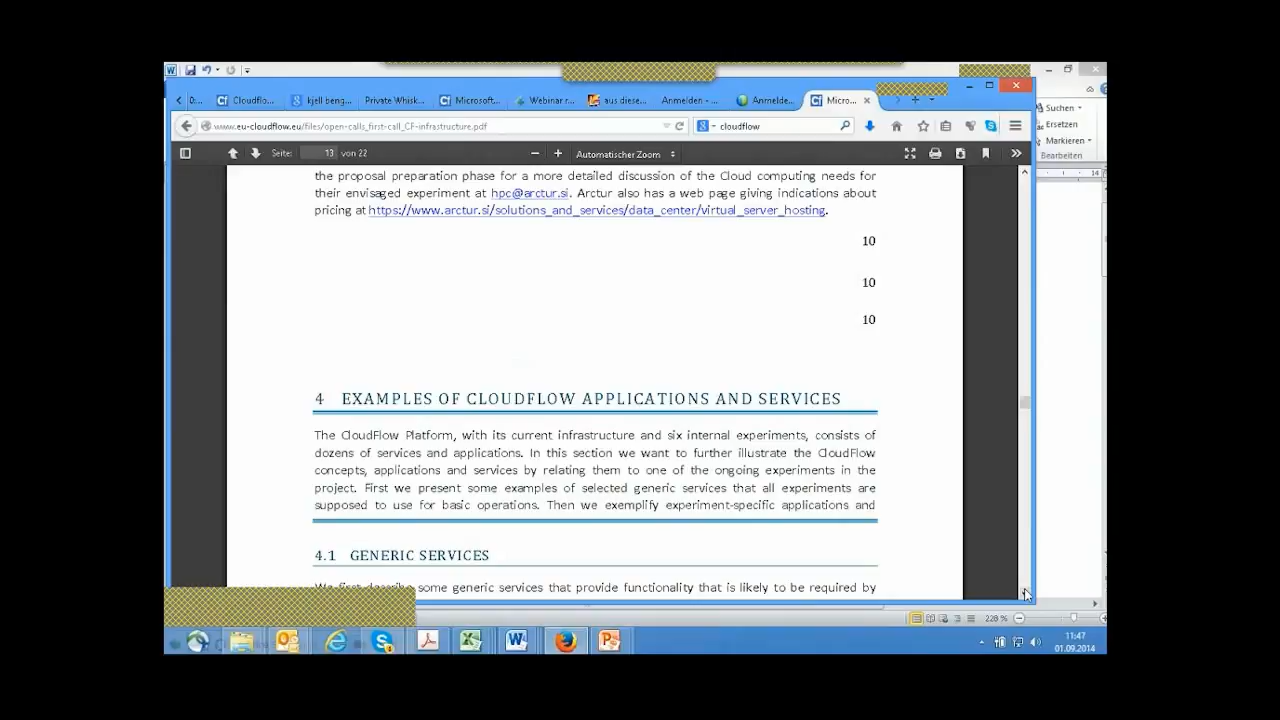 0...
Cloudflo...
kjell beng...
Private Whisk...
Microsoft...
Webinar r...
aus diese...
Anmelden - ...
Anmelde...
Micro...
www.eu-cloudflow.eu/files/open-calls_first-call_CF-infrastructure.pdf
cloudflow
Suchen
Ersetzen
Markieren
Bearbeiten
Seite: 13 von 22
Automatischer Zoom
14
the proposal preparation phase for a more detailed discussion of the Cloud computing needs for
their envisaged experiment at hpc@arctur.si. Arctur also has a web page giving indications about
pricing at https://www.arctur.si/solutions_and_services/data_center/virtual_server_hosting.
10
10
10
4 EXAMPLES OF CLOUDFLOW APPLICATIONS AND SERVICES
The CloudFlow Platform, with its current infrastructure and six internal experiments, consists of
dozens of services and applications. In this section we want to further illustrate the CloudFlow
concepts, applications and services by relating them to one of the ongoing experiments in the
project. First we present some examples of selected generic services that all experiments are
supposed to use for basic operations. Then we exemplify experiment-specific applications and
4.1 GENERIC SERVICES
We first describe some generic services that provide functionality that is likely to be required by
220 %
11:47
01.09.2014